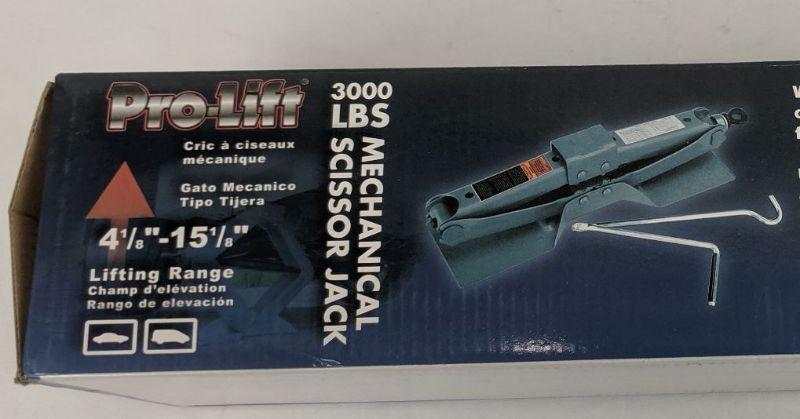 Pro-Lift
Cric à ciseaux
mécanique
Gato Mecanico
Tipo Tijera
4 1/8"-15 1/8"
Lifting Range
Champ d'elévation
Rango de elevación
3000
LBS MECHANICAL
SCISSOR JACK